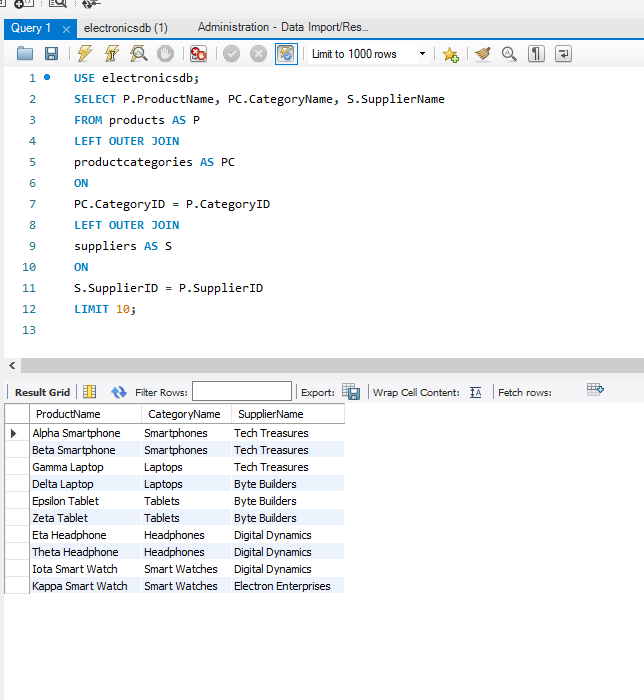 Query 1 electronicsdb (1) Administration - Data Import/Res...
Limit to 1000 rows
1 USE electronicsdb;
2 SELECT P.ProductName, PC.CategoryName, S.SupplierName
3 FROM products AS P
4 LEFT OUTER JOIN
5 productcategories AS PC
6 ON
7 PC.CategoryID = P.CategoryID
8 LEFT OUTER JOIN
9 suppliers AS S
10 ON
11 S.SupplierID = P.SupplierID
12 LIMIT 10;
13
Result Grid Filter Rows: Export: Wrap Cell Content: Fetch rows:
ProductName CategoryName SupplierName
Alpha Smartphone Smartphones Tech Treasures
Beta Smartphone Smartphones Tech Treasures
Gamma Laptop Laptops Tech Treasures
Delta Laptop Laptops Byte Builders
Epsilon Tablet Tablets Byte Builders
Zeta Tablet Tablets Byte Builders
Eta Headphone Headphones Digital Dynamics
Theta Headphone Headphones Digital Dynamics
Iota Smart Watch Smart Watches Digital Dynamics
Kappa Smart Watch Smart Watches Electron Enterprises